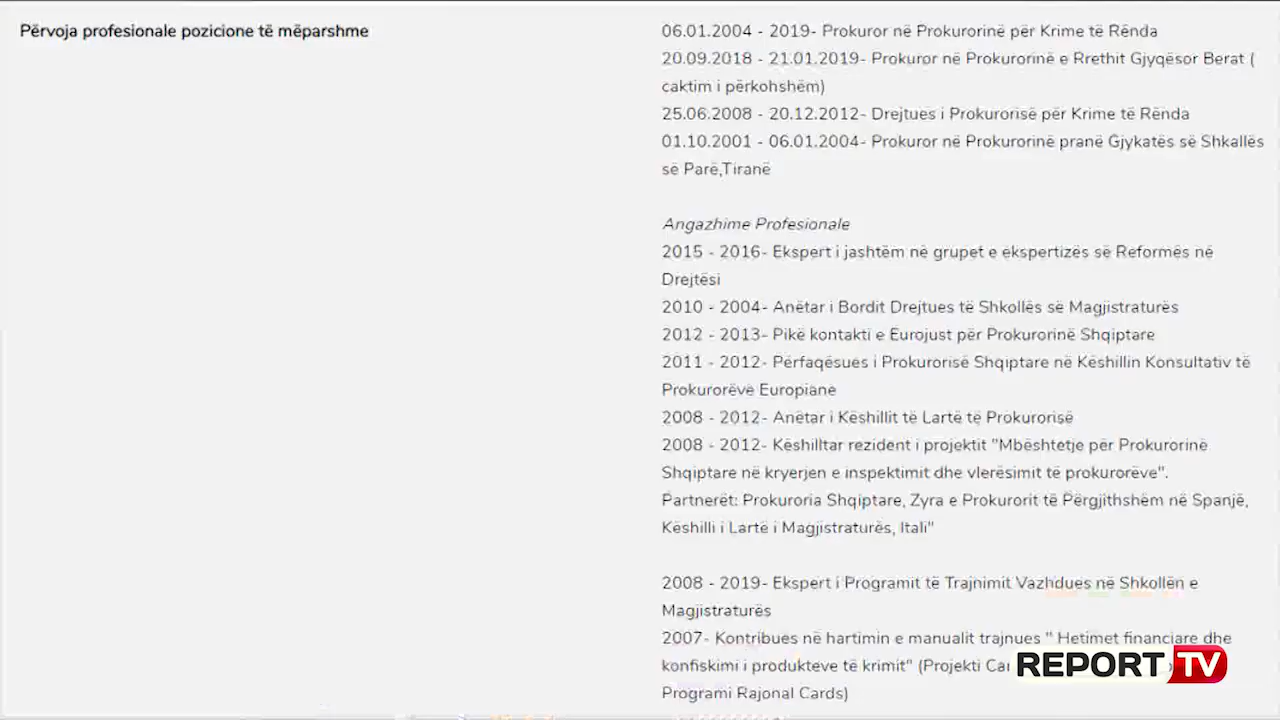 Përvoja profesionale pozicione të mëparshme
06.01.2004 - 2019- Prokuror në Prokurorinë për Krime të Rënda
20.09.2018 - 21.01.2019- Prokuror në Prokurorinë e Rrethit Gjyqësor Berat (
caktim i përkohshëm)
25.06.2008 - 20.12.2012- Drejtues i Prokurorisë për Krime të Rënda
01.10.2001 - 06.01.2004- Prokuror në Prokurorinë pranë Gjykatës së Shkallës
së Parë,Tiranë
Angazhime Profesionale
2015 - 2016- Ekspert i jashtëm në grupet e ekspertizës së Reformës në
Drejtësi
2010 - 2004- Anëtar i Bordit Drejtues të Shkollës së Magjistraturës
2012 - 2013- Pikë kontakti e Eurojust për Prokurorinë Shqiptare
2011 - 2012- Përfaqësues i Prokurorisë Shqiptare në Këshillin Konsultativ të
Prokurorëve Europianë
2008 - 2012- Anëtar i Këshillit të Lartë të Prokurorisë
2008 - 2012- Këshilltar rezident i projektit "Mbështetje për Prokurorinë
Shqiptare në kryerjen e inspektimit dhe vlerësimit të prokurorëve".
Partnerët: Prokuroria Shqiptare, Zyra e Prokurorit të Përgjithshëm në Spanjë,
Këshilli i Lartë i Magjistraturës, Itali"
2008 - 2019- Ekspert i Programit të Trajnimit Vazhdues në Shkollën e
Magjistraturës
2007- Kontribues në hartimin e manualit trajnues " Hetimet financiare dhe
konfiskimi i produkteve të krimit" (Projekti
Programi Rajonal Cards)
REPORT TV